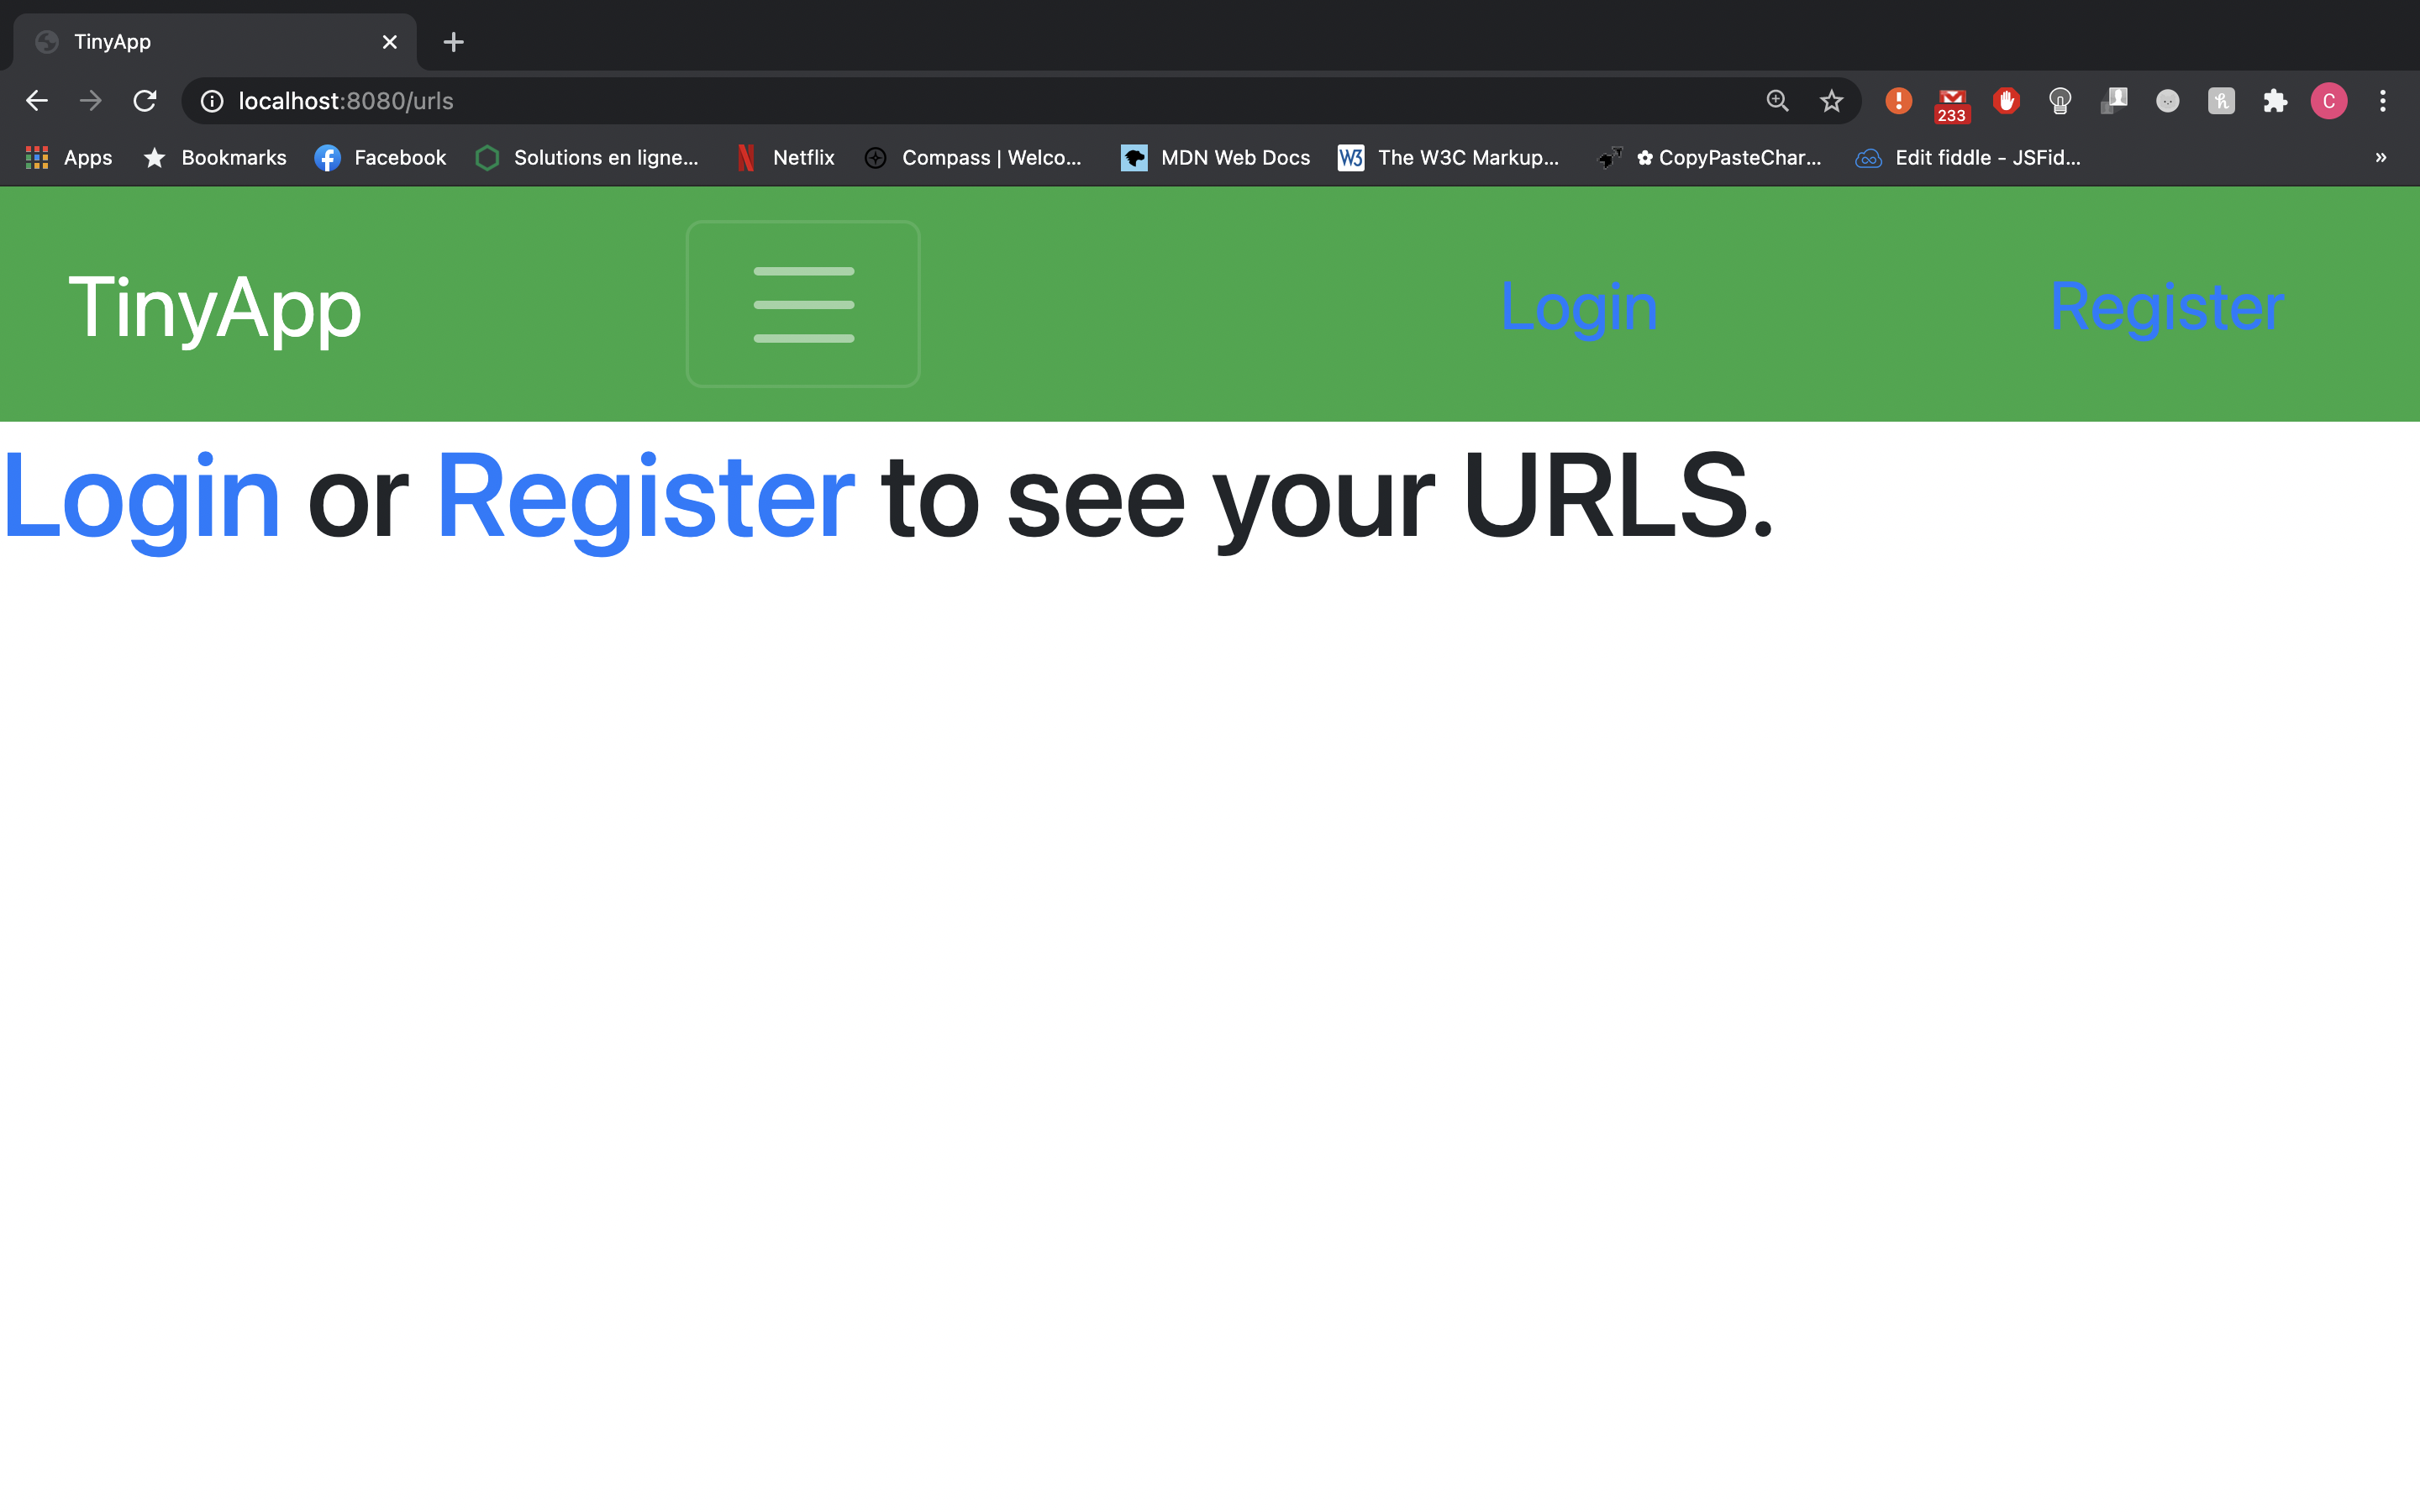 TinyApp
localhost:8080/urls
233
C
Apps Bookmarks Facebook Solutions en ligne... Netflix Compass | Welco... MDN Web Docs W3 The W3C Markup... ✿ CopyPasteChar... Edit fiddle - JSFid... »
TinyApp Login Register
Login or Register to see your URLS.